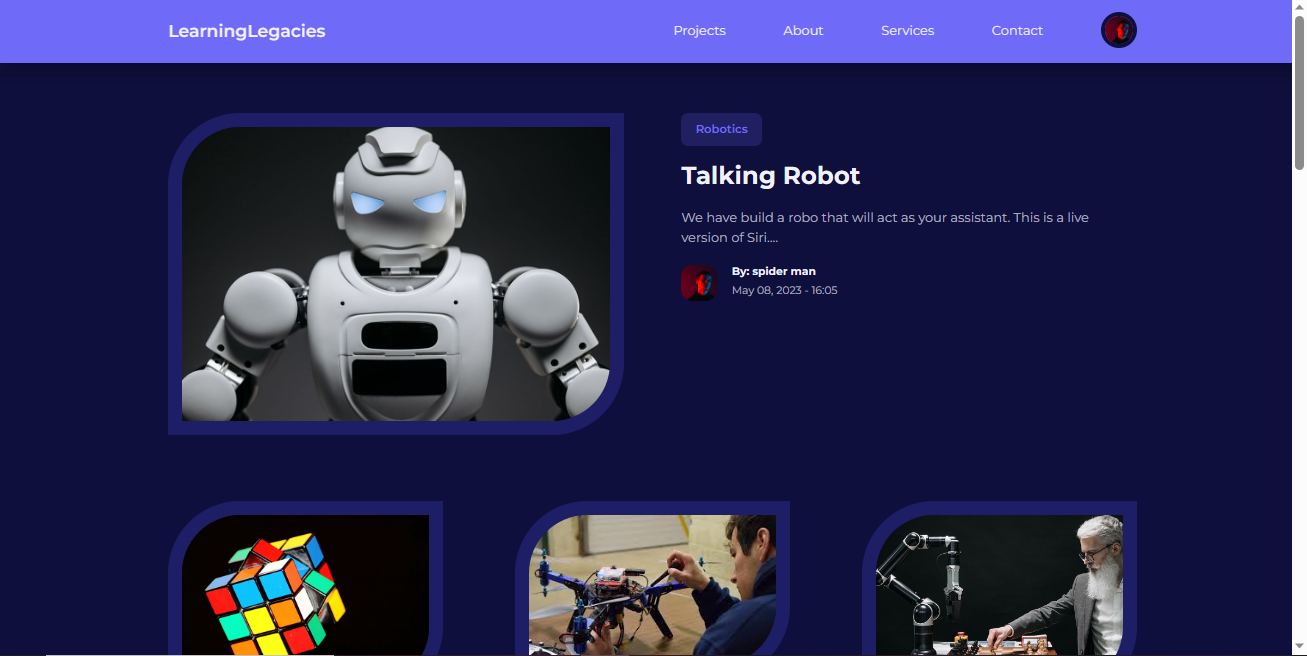 LearningLegacies
Projects
About
Services
Contact
Robotics
Talking Robot
We have build a robo that will act as your assistant. This is a live
version of Siri....
By: spider man
May 08, 2023 - 16:05